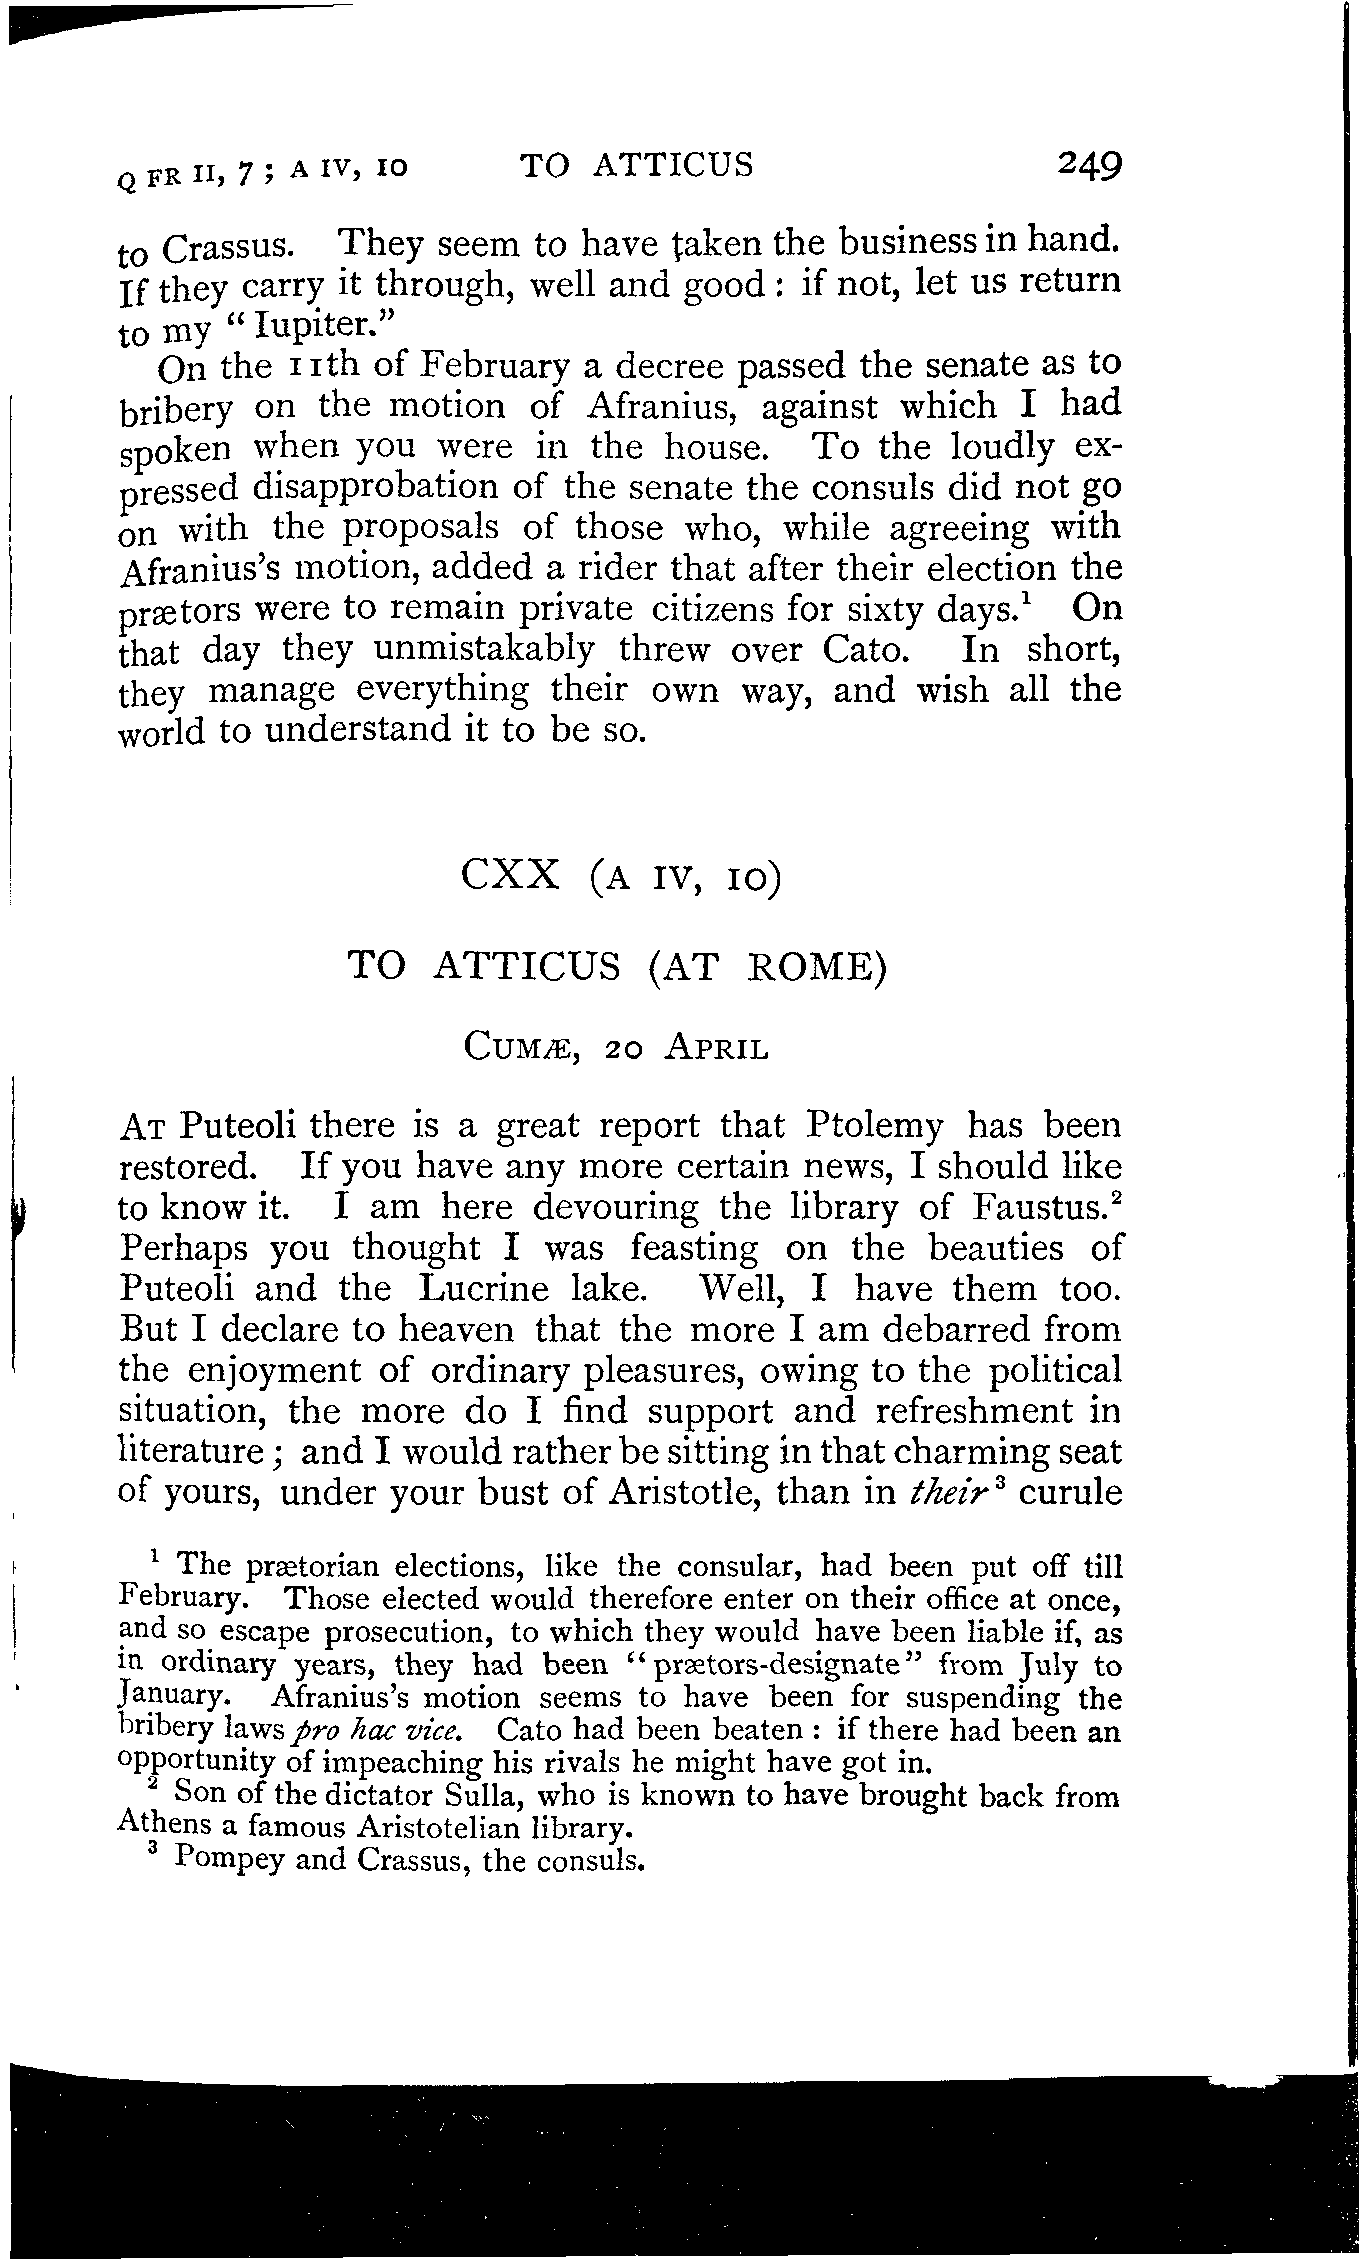 Q FR II, 7 ; A IV, 10 TO ATTICUS 249
to Crassus. They seem to have taken the business in hand.
If they carry it through, well and good : if not, let us return
to my “ Iupiter.”
On the 11th of February a decree passed the senate as to
bribery on the motion of Afranius, against which I had
spoken when you were in the house. To the loudly ex-
pressed disapprobation of the senate the consuls did not go
on with the proposals of those who, while agreeing with
Afranius’s motion, added a rider that after their election the
prætors were to remain private citizens for sixty days.¹ On
that day they unmistakably threw over Cato. In short,
they manage everything their own way, and wish all the
world to understand it to be so.
CXX (A IV, 10)
TO ATTICUS (AT ROME)
CUMÆ, 20 APRIL
AT Puteoli there is a great report that Ptolemy has been
restored. If you have any more certain news, I should like
to know it. I am here devouring the library of Faustus.²
Perhaps you thought I was feasting on the beauties of
Puteoli and the Lucrine lake. Well, I have them too.
But I declare to heaven that the more I am debarred from
the enjoyment of ordinary pleasures, owing to the political
situation, the more do I find support and refreshment in
literature ; and I would rather be sitting in that charming seat
of yours, under your bust of Aristotle, than in their³ curule
¹ The prætorian elections, like the consular, had been put off till
February. Those elected would therefore enter on their office at once,
and so escape prosecution, to which they would have been liable if, as
in ordinary years, they had been “prætors-designate” from July to
January. Afranius’s motion seems to have been for suspending the
bribery laws pro hac vice. Cato had been beaten : if there had been an
opportunity of impeaching his rivals he might have got in.
² Son of the dictator Sulla, who is known to have brought back from
Athens a famous Aristotelian library.
³ Pompey and Crassus, the consuls.